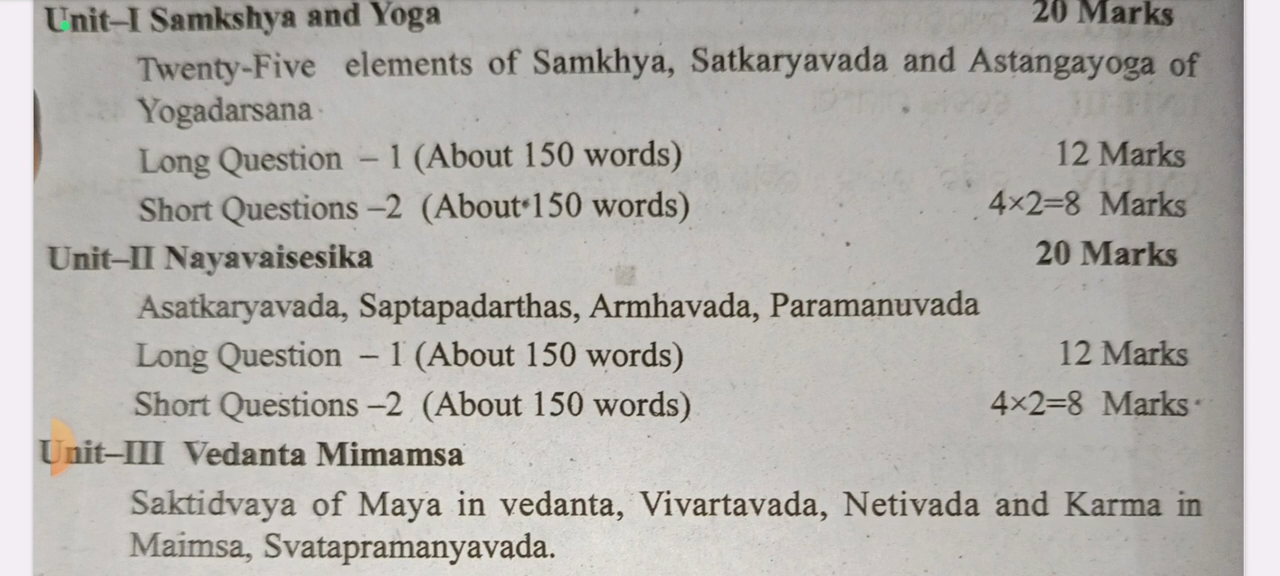 Unit–I Samkshya and Yoga 20 Marks
Twenty-Five elements of Samkhya, Satkaryavada and Astangayoga of
Yogadarsana
Long Question – 1 (About 150 words) 12 Marks
Short Questions –2 (About 150 words) 4×2=8 Marks
Unit–II Nayavaisesika 20 Marks
Asatkaryavada, Saptapadarthas, Armhavada, Paramanuvada
Long Question – 1 (About 150 words) 12 Marks
Short Questions –2 (About 150 words) 4×2=8 Marks
Unit–III Vedanta Mimamsa
Saktidvaya of Maya in vedanta, Vivartavada, Netivada and Karma in
Maimsa, Svatapramanyavada.